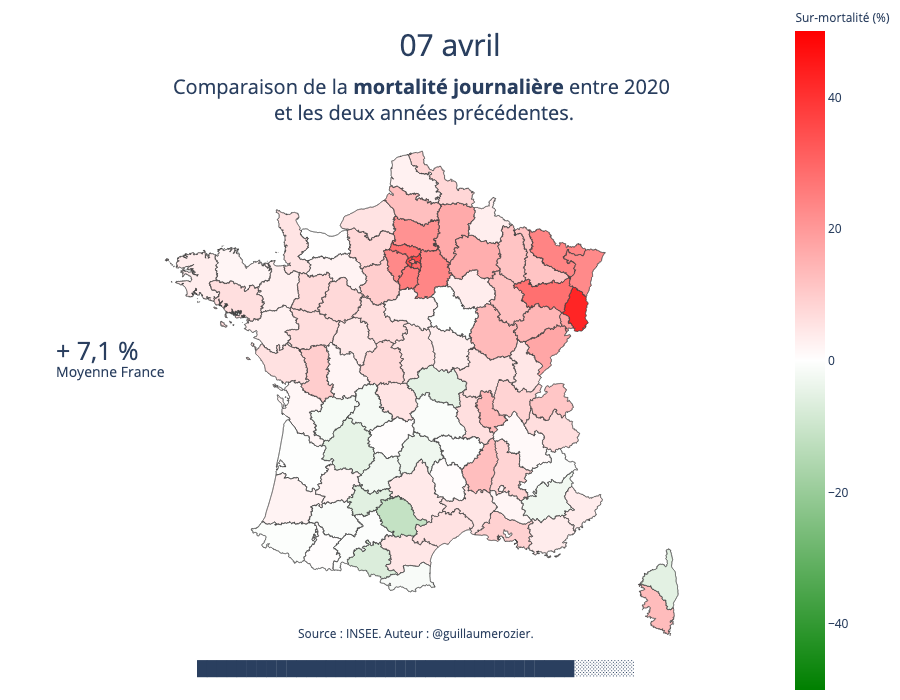 Sur-mortalité (%)
07 avril
Comparaison de la mortalité journalière entre 2020
et les deux années précédentes.
40
20
0
−20
−40
+ 7,1 %
Moyenne France
Source : INSEE. Auteur : @guillaumerozier.